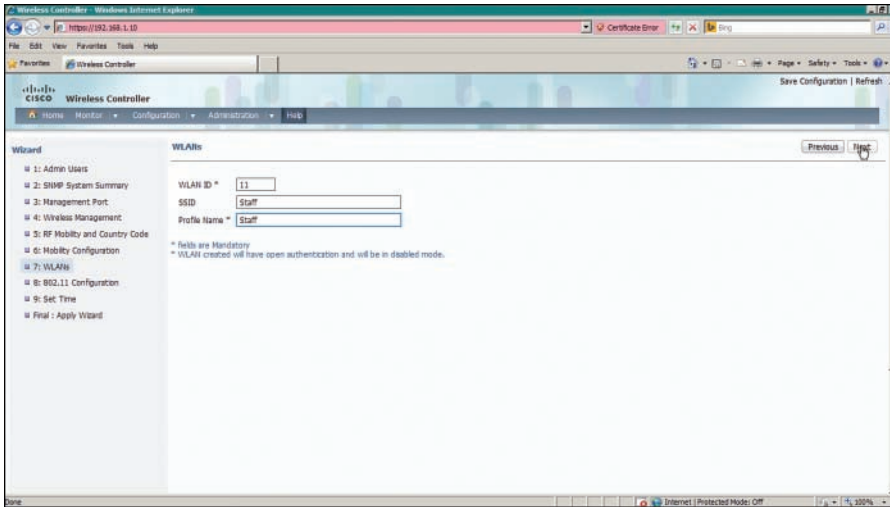 Wireless Controller - Windows Internet Explorer
https://192.168.1.10
Certificate Error
Bing
File Edit View Favorites Tools Help
Favorites Wireless Controller
Page Safety Tools
Save Configuration | Refresh
CISCO Wireless Controller
Home Monitor Configuration Administration Help
Wizard
1: Admin Users
2: SNMP System Summary
3: Management Port
4: Wireless Management
5: RF Mobility and Country Code
6: Mobility Configuration
7: WLANs
8: 802.11 Configuration
9: Set Time
Final : Apply Wizard
WLANs
Previous Next
WLAN ID * 11
SSID Staff
Profile Name * Staff
* fields are Mandatory
* WLAN created will have open authentication and will be in disabled mode.
Done
Internet | Protected Mode: Off
100%